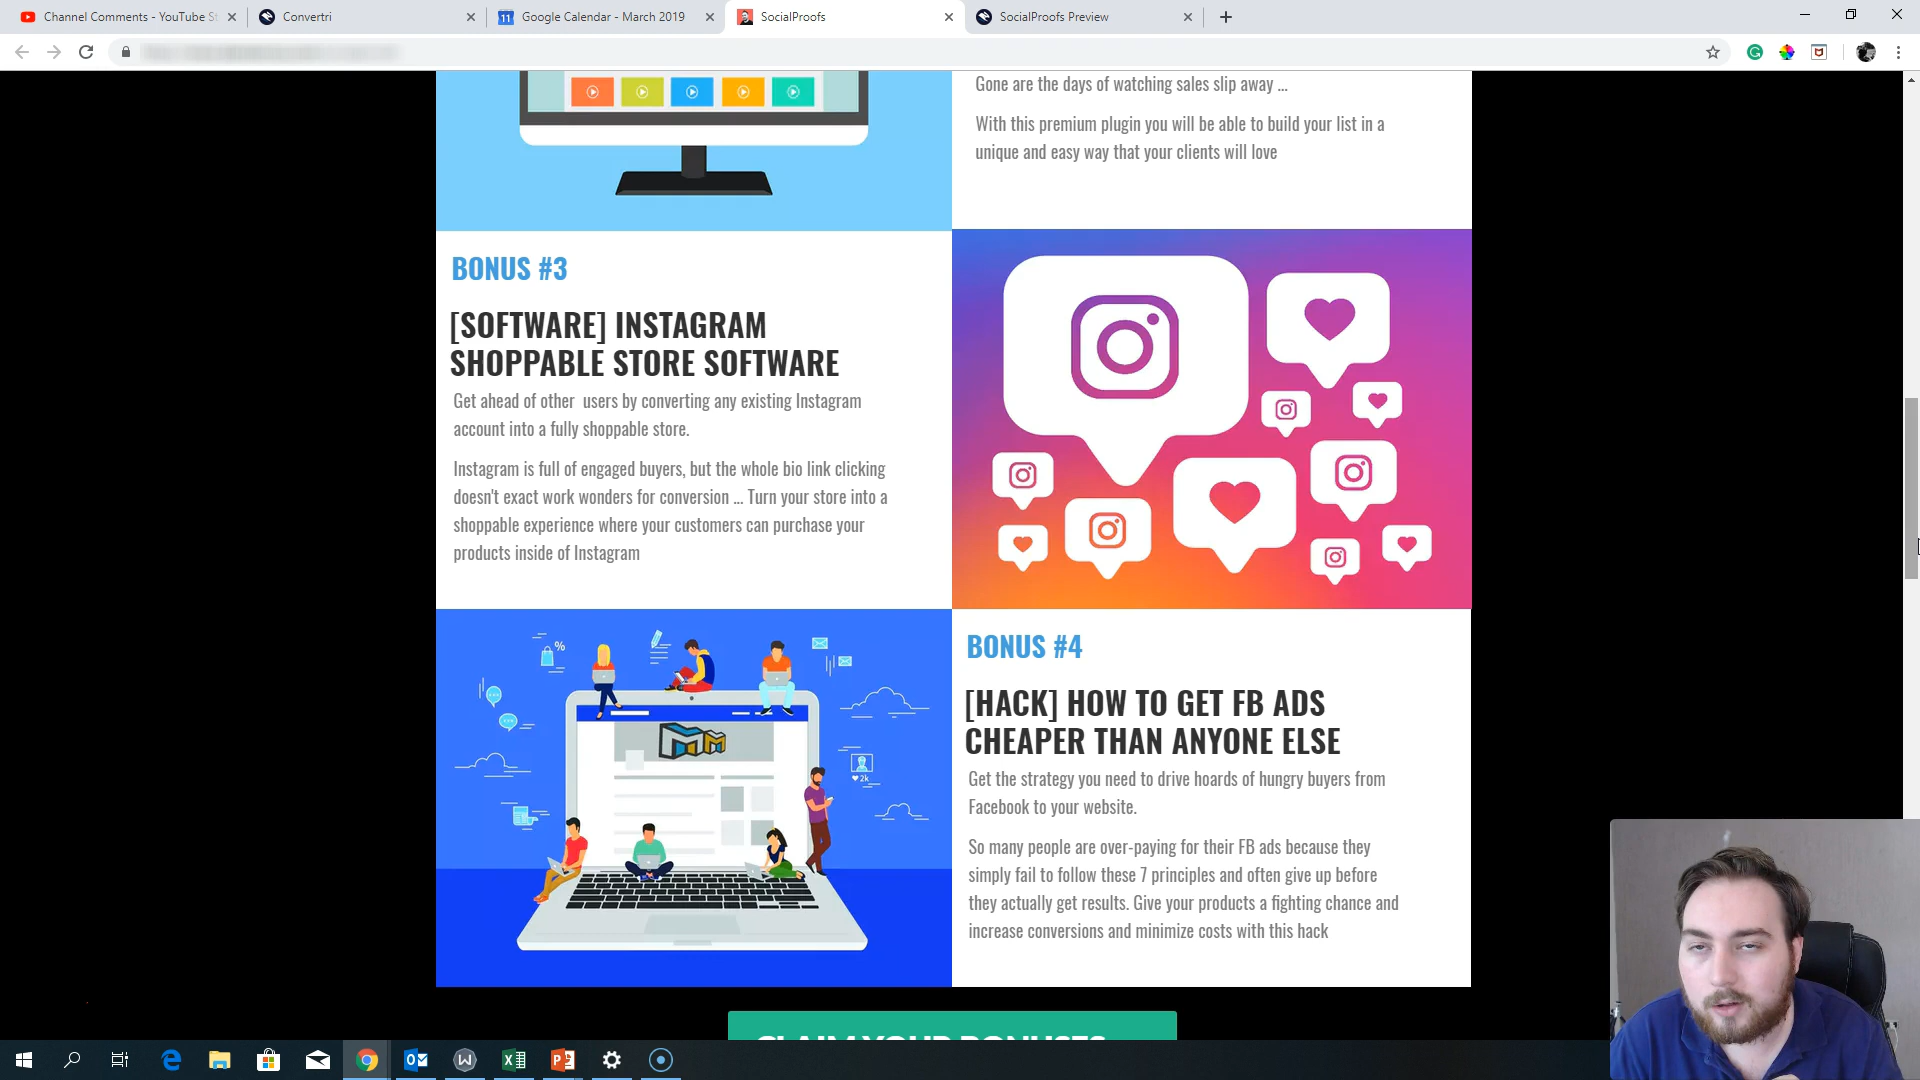 Channel Comments - YouTube S
Convertri
Google Calendar - March 2019
SocialProofs
SocialProofs Preview
Gone are the days of watching sales slip away ...
With this premium plugin you will be able to build your list in a
unique and easy way that your clients will love
BONUS #3
[SOFTWARE] INSTAGRAM
SHOPPABLE STORE SOFTWARE
Get ahead of other  users by converting any existing Instagram
account into a fully shoppable store.
Instagram is full of engaged buyers, but the whole bio link clicking
doesn't exact work wonders for conversion ... Turn your store into a
shoppable experience where your customers can purchase your
products inside of Instagram
BONUS #4
[HACK] HOW TO GET FB ADS
CHEAPER THAN ANYONE ELSE
Get the strategy you need to drive hoards of hungry buyers from
Facebook to your website.
So many people are over-paying for their FB ads because they
simply fail to follow these 7 principles and often give up before
they actually get results. Give your products a fighting chance and
increase conversions and minimize costs with this hack
%
2k
CLAIM YOUR BONUSES